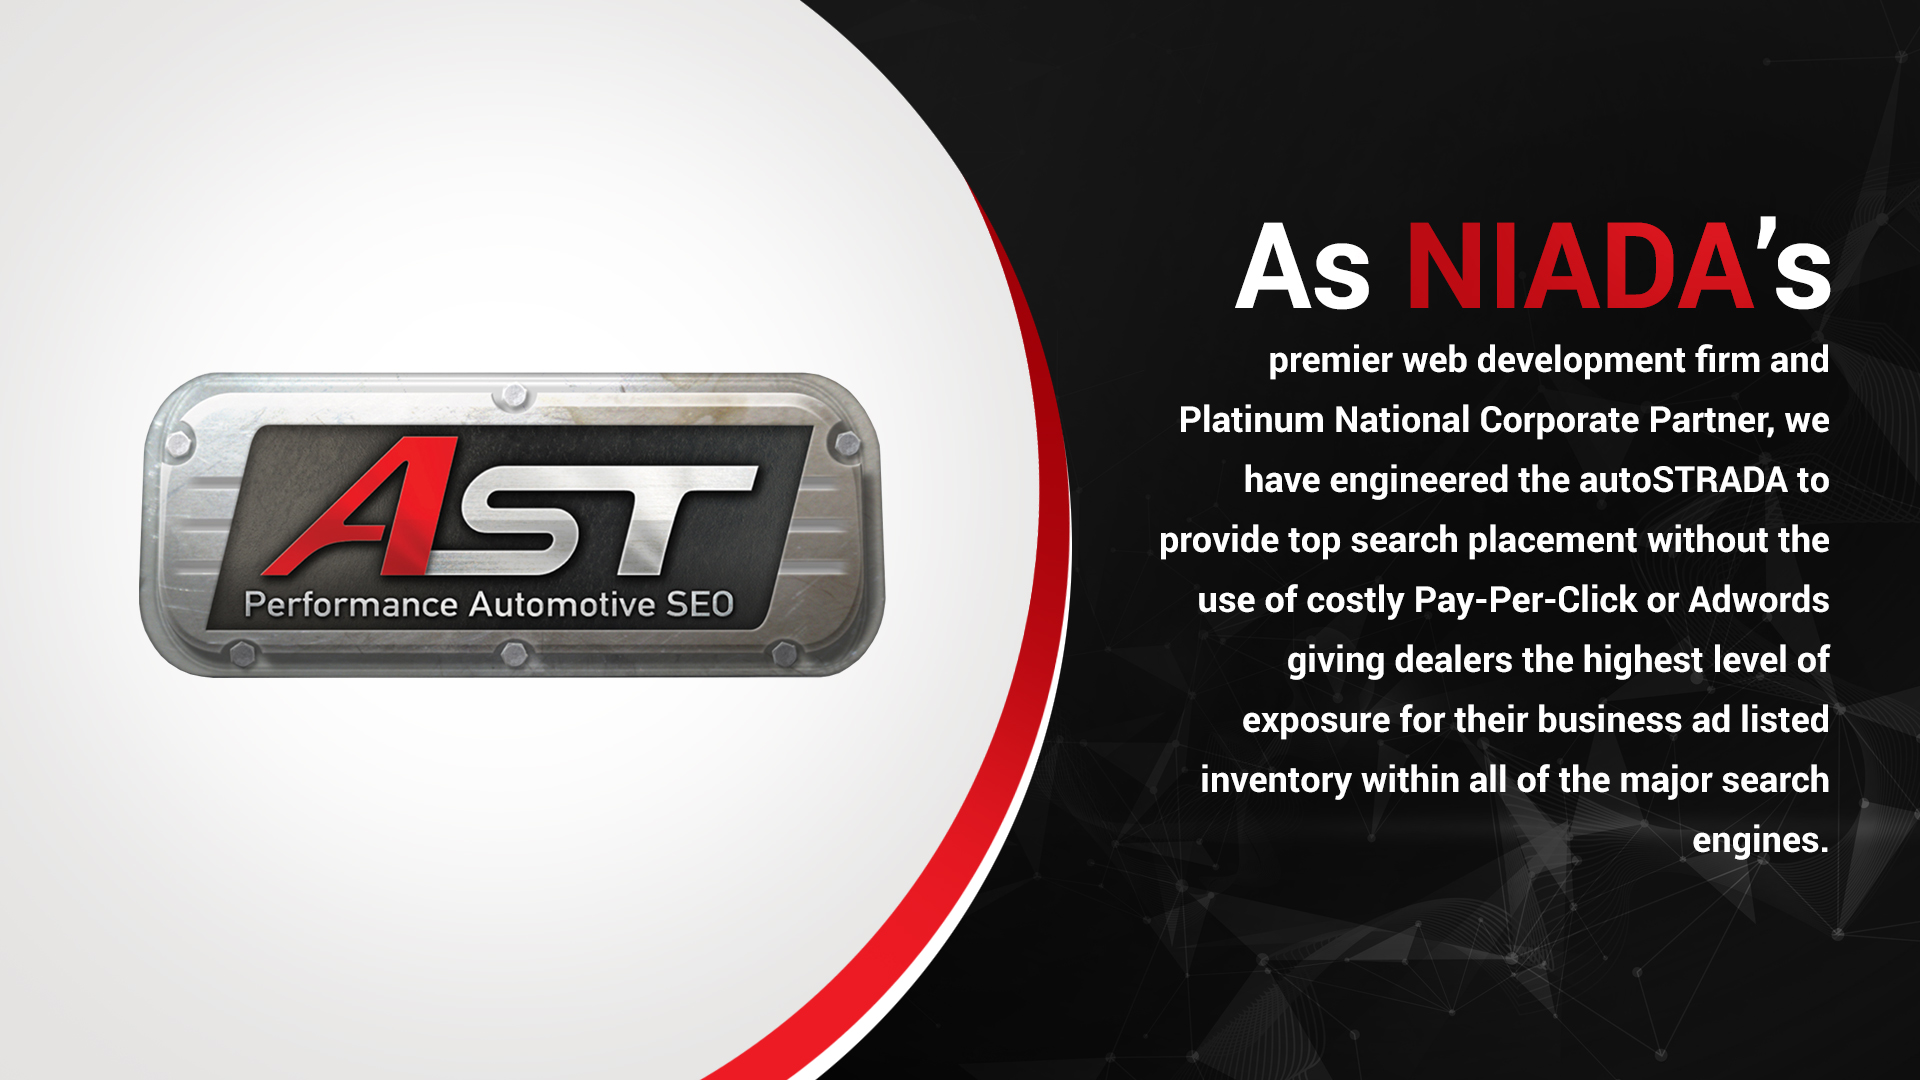 AST
Performance Automotive SEO
As NIADA’s
premier web development firm and
Platinum National Corporate Partner, we
have engineered the autoSTRADA to
provide top search placement without the
use of costly Pay-Per-Click or Adwords
giving dealers the highest level of
exposure for their business ad listed
inventory within all of the major search
engines.